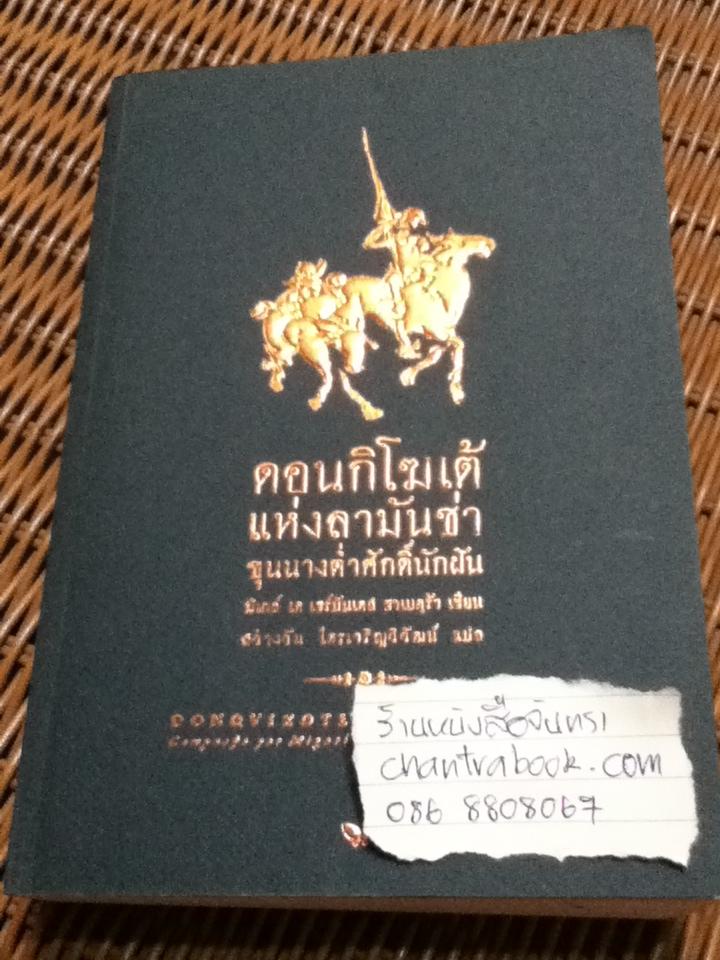 ดอนกิโฆเต้
แห่งลามันช่า
ขุนนางต่ำศักดิ์นักฝัน
มิเกล์ เด เซร์บันเตส ซาเบดร้า เขียน
สว่างวัน ไตรเจริญวิวัฒน์ แปล
DONQVIXOTE
Compuesto por Miguel
ร้านหนังสือจันทรา
chantrabook.com
086 8808067